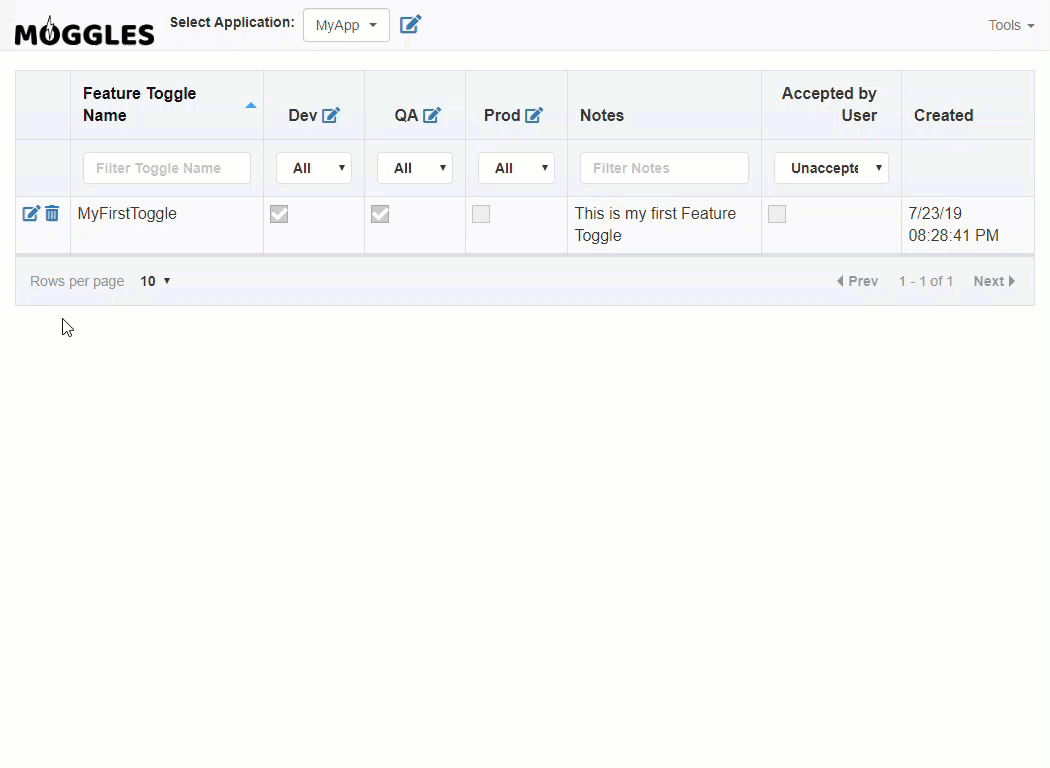 MOGGLES Select Application: MyApp Tools
Feature Toggle Name Dev QA Prod Notes Accepted by User Created
Filter Toggle Name All All All Filter Notes Unaccepte
MyFirstToggle This is my first Feature Toggle 7/23/19 08:28:41 PM
Rows per page 10 Prev 1 - 1 of 1 Next